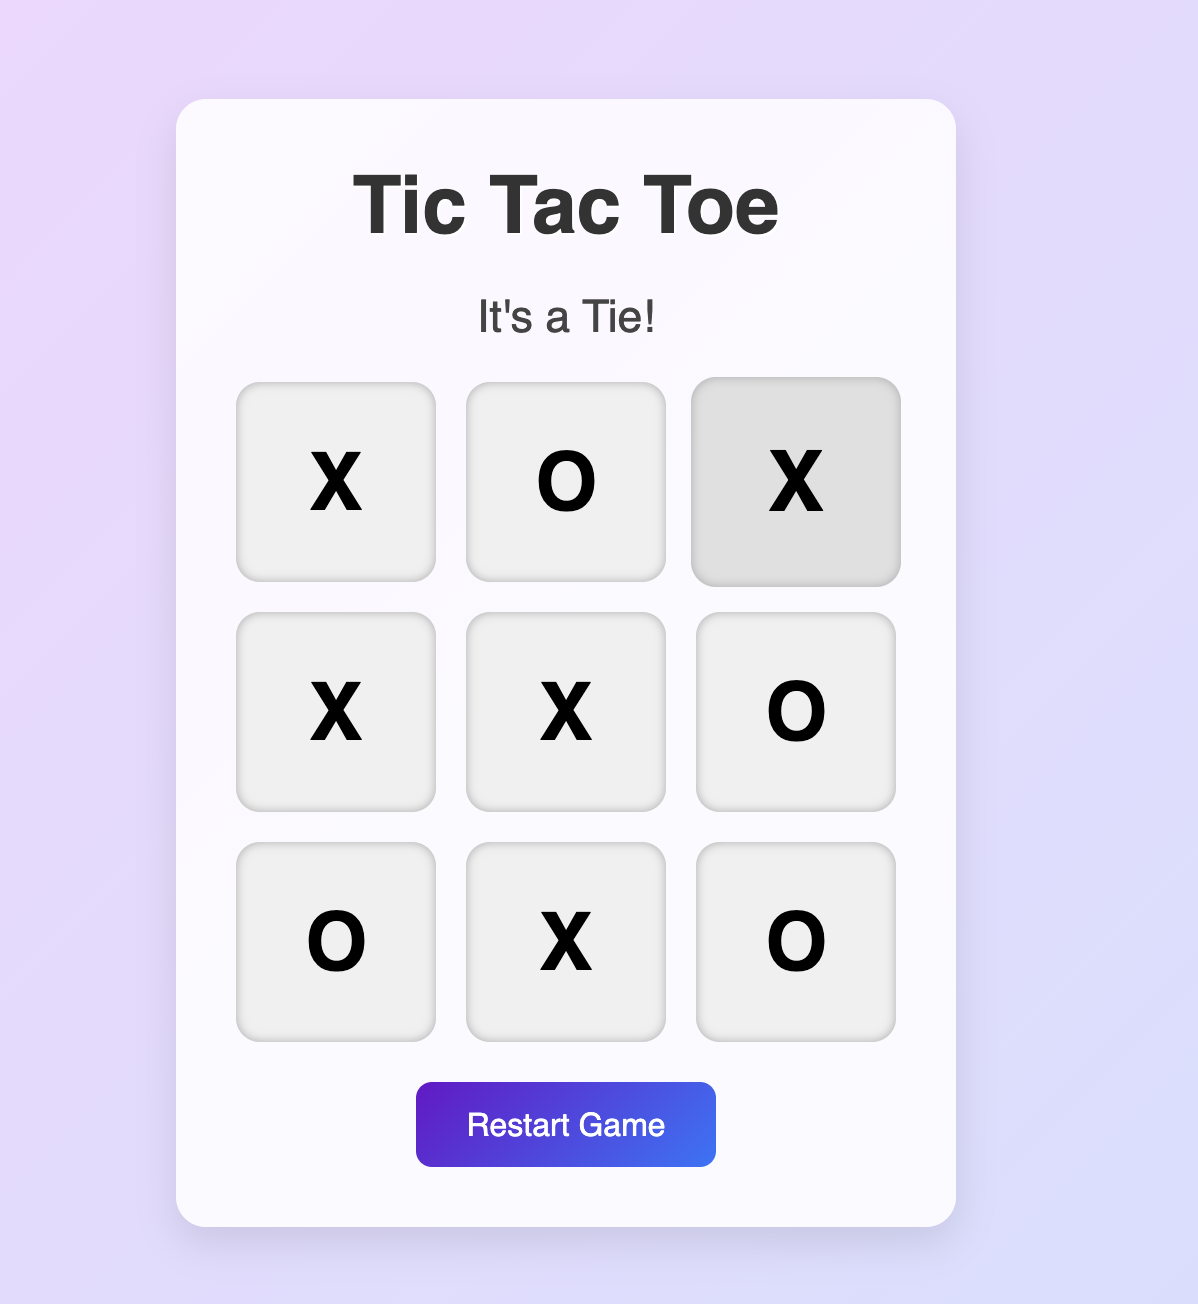 Tic Tac Toe
It's a Tie!
X O X
X X O
O X O
Restart Game